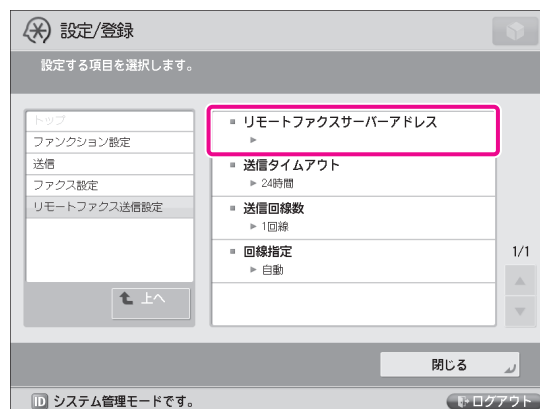 設定/登録
設定する項目を選択します。
トップ
ファンクション設定
送信
ファクス設定
リモートファクス送信設定
上へ
リモートファクスサーバーアドレス
送信タイムアウト
24時間
送信回線数
1回線
回線指定
自動
1/1
閉じる
ID システム管理モードです。
ログアウト